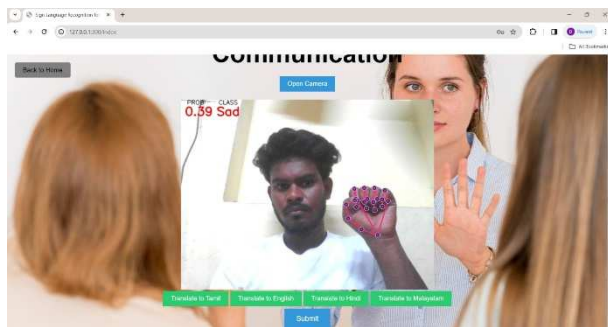 Sign Language Recognition fo
127.0.0.1
Paused
All Bookmarks
Communication
Back to Home
Open Camera
PROB CLASS
0.39 Sad
Translate to Tamil Translate to English Translate to Hindi Translate to Malayalam
Submit